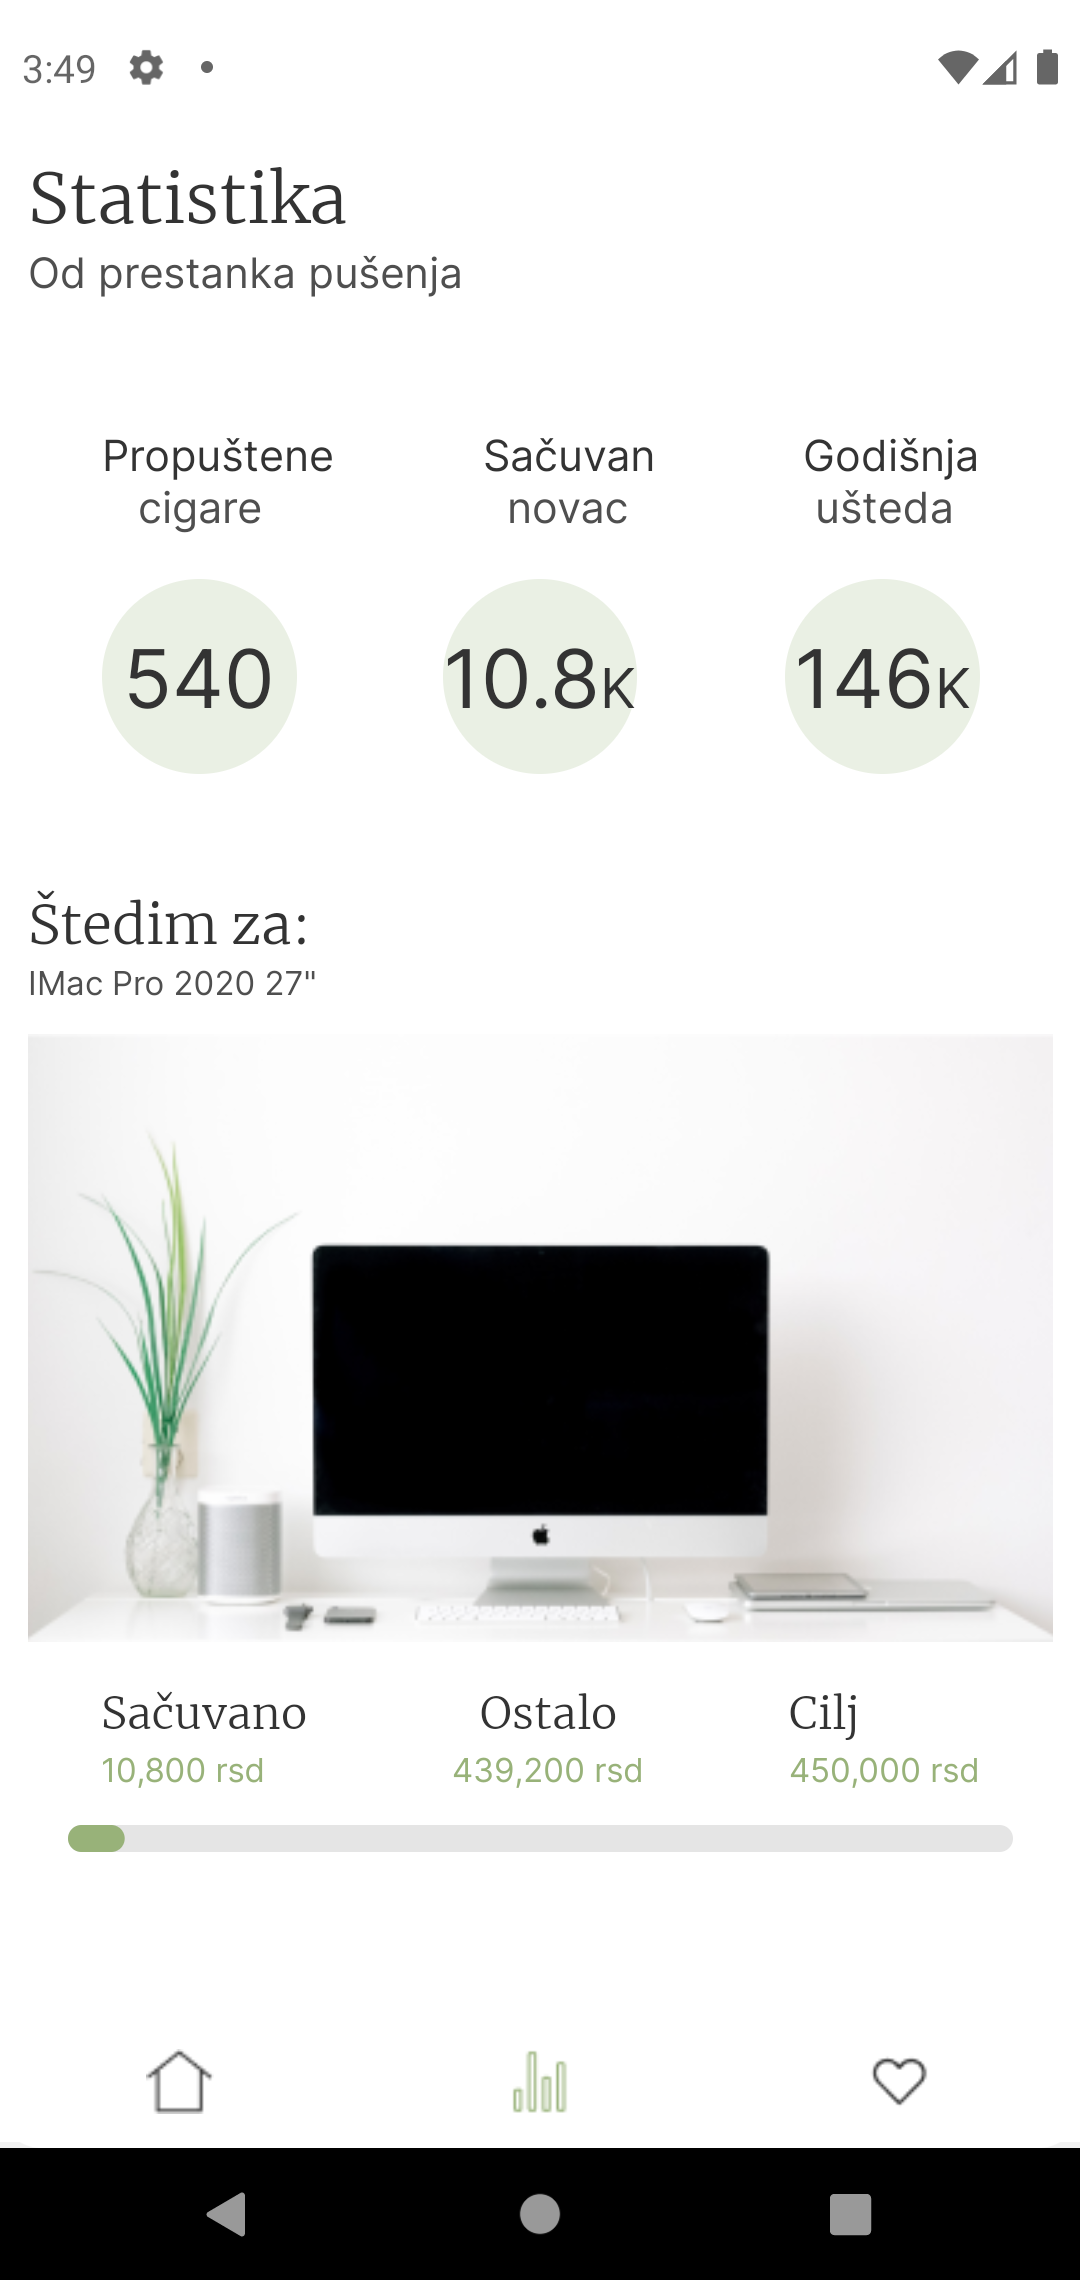 3:49
Statistika
Od prestanka pušenja
Propuštene Sačuvan Godišnja
cigare novac ušteda
540 10.8K 146K
Štedim za:
IMac Pro 2020 27"
Sačuvano Ostalo Cilj
10,800 rsd 439,200 rsd 450,000 rsd